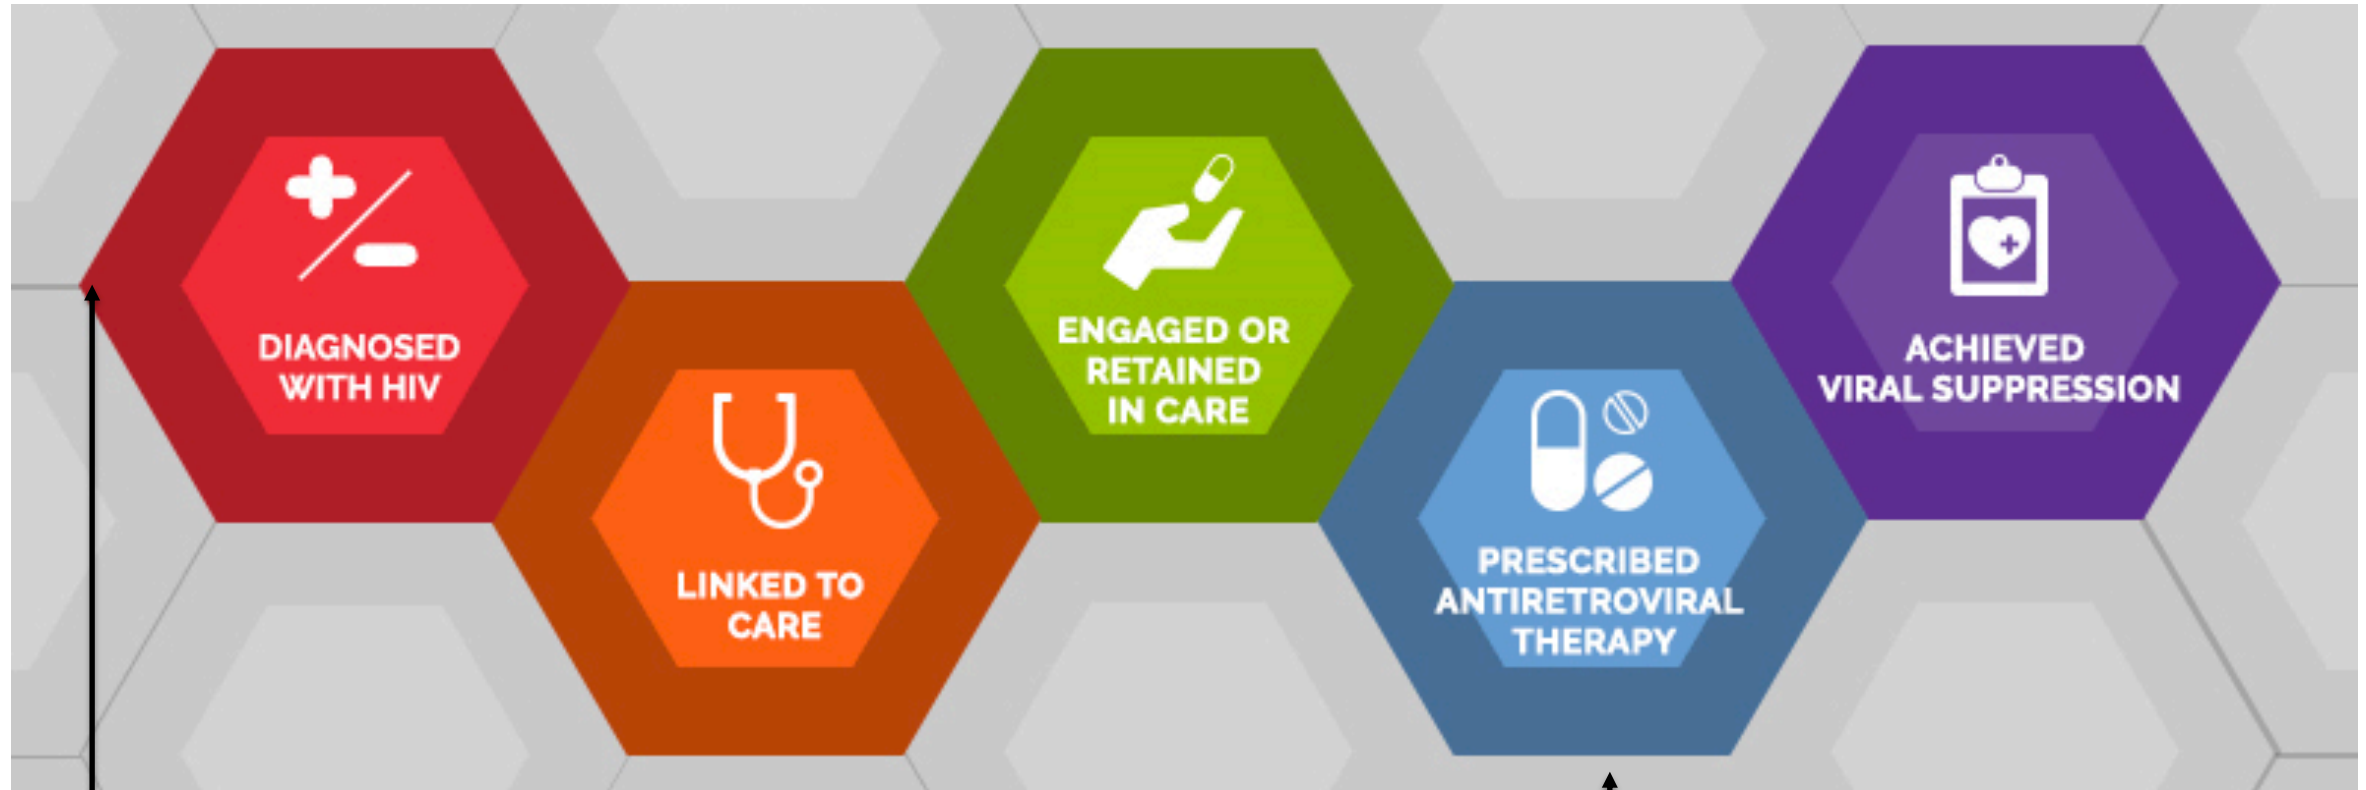 DIAGNOSED
WITH HIV
LINKED TO
CARE
ENGAGED OR
RETAINED
IN CARE
PRESCRIBED
ANTIRETROVIRAL
THERAPY
ACHIEVED
VIRAL SUPPRESSION